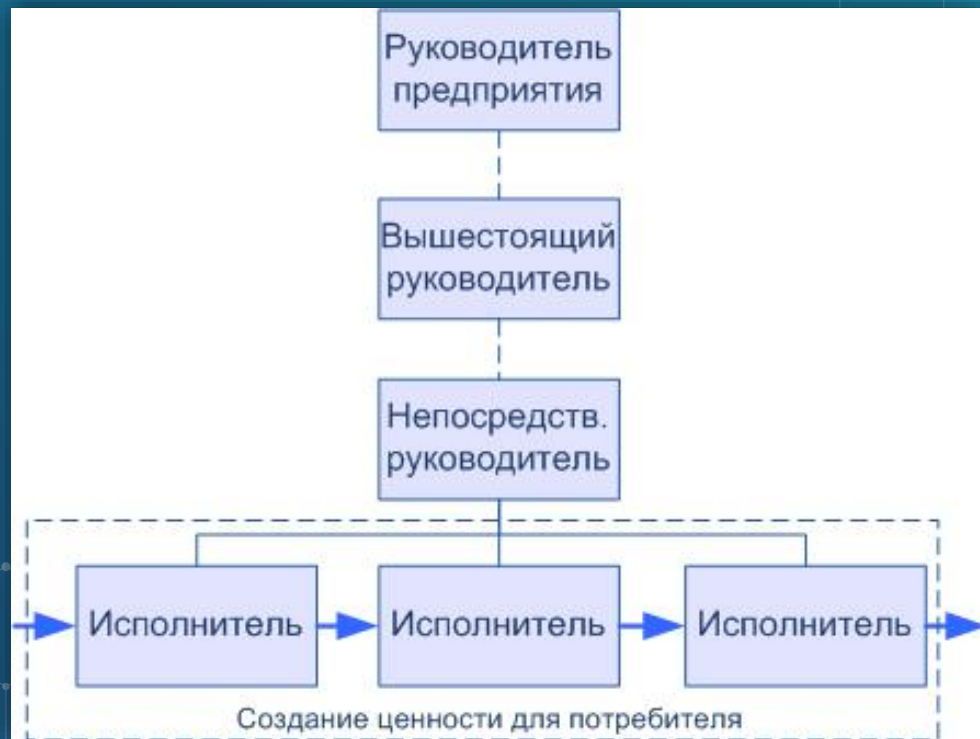 Руководитель
предприятия
Вышестоящий
руководитель
Непосредств.
руководитель
Исполнитель
Исполнитель
Исполнитель
Создание ценности для потребителя